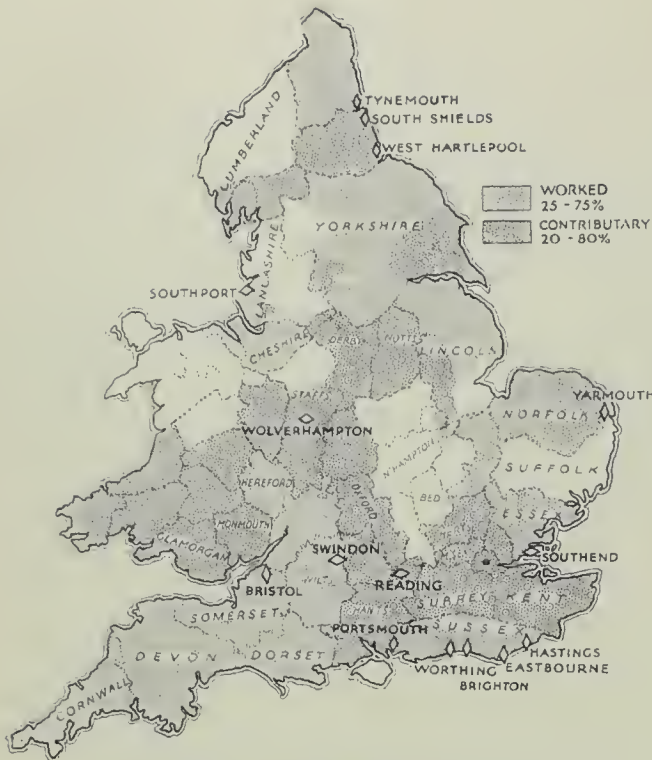 TYNEMOUTH
SOUTH SHIELDS
WEST HARTLEPOOL
CUMBERLAND
WORKED
25 - 75%
CONTRIBUTARY
20 - 80%
YORKSHIRE
LANCASHIRE
SOUTHPORT
CHESHIRE
DERBY
NOTTS
LINCOLN
STAFFS
WOLVERHAMPTON
YARMOUTH
NORFOLK
N'HAMPTON
SUFFOLK
HEREFORD
OXFORD
BED
ESSEX
MONMOUTH
GLAMORGAN
SWINDON
SOUTHEND
BRISTOL
WILTS
READING
HANTS
SURREY
KENT
SOMERSET
PORTSMOUTH
SUSSEX
HASTINGS
DEVON
DORSET
WORTHING
EASTBOURNE
BRIGHTON
CORNWALL